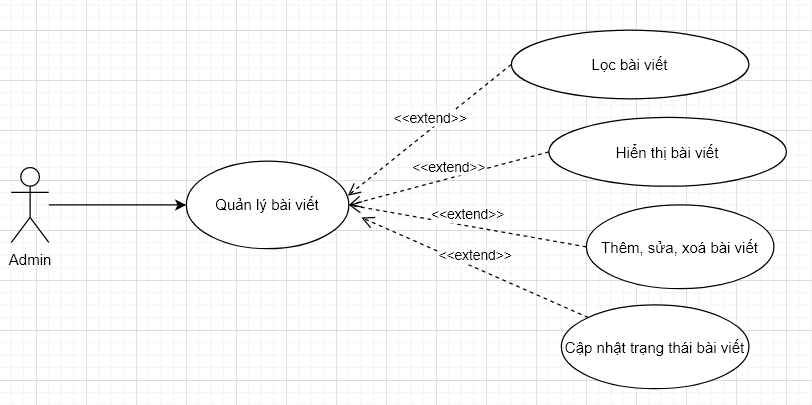 Lọc bài viết
<<extend>>
Hiển thị bài viết
<<extend>>
Quản lý bài viết
<<extend>>
Thêm, sửa, xoá bài viết
<<extend>>
Admin
Cập nhật trạng thái bài viết